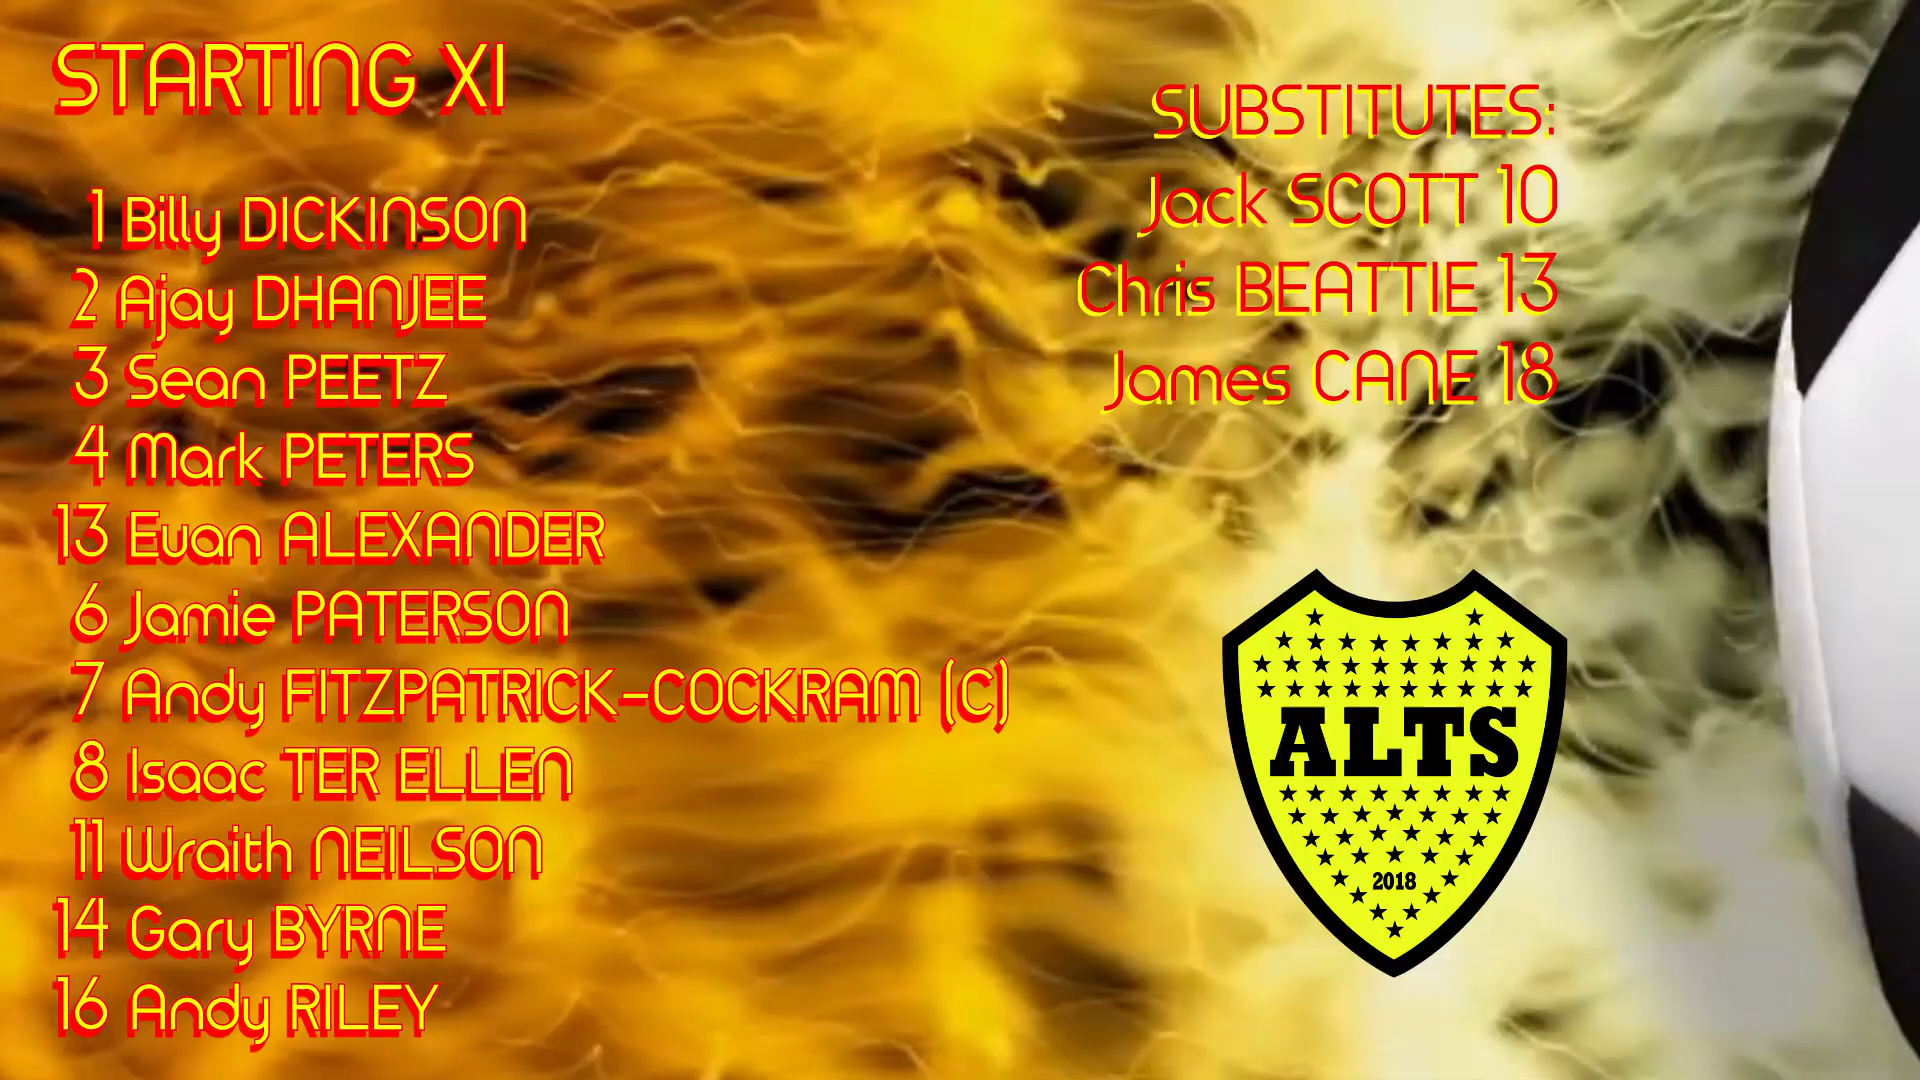 STARTING XI
1 Billy DICKINSON
2 Ajay DHANJEE
3 Sean PEETZ
4 Mark PETERS
13 Evan ALEXANDER
6 Jamie PATERSON
7 Andy FITZPATRICK-COCKRAM (C)
8 Isaac TER ELLEN
11 Wraith NEILSON
14 Gary BYRNE
16 Andy RILEY
SUBSTITUTES:
Jack SCOTT 10
Chris BEATTIE 13
James CANE 18
ALTS
2018